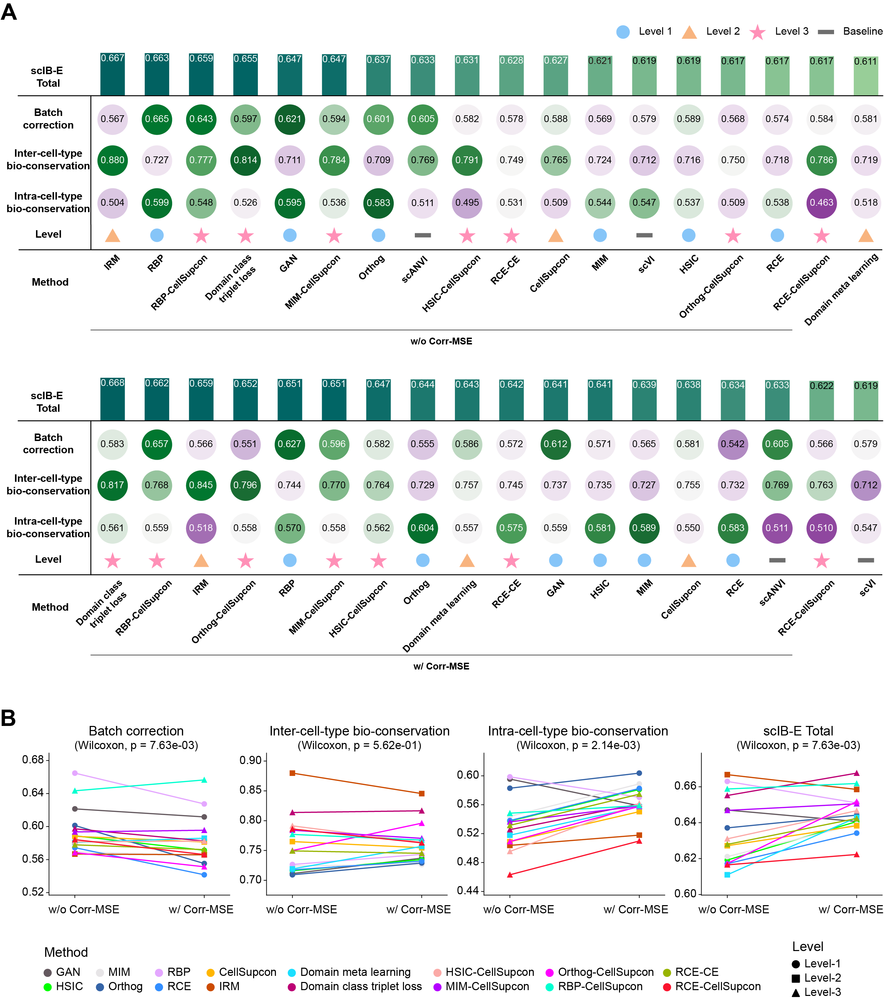 A
Level 1 Level 2 Level 3 Baseline
scIB-E
Total
0.667 0.663 0.659 0.655 0.647 0.647 0.637 0.633 0.631 0.628 0.627 0.621 0.619 0.619 0.617 0.617 0.617 0.611
Batch
correction
0.567 0.665 0.643 0.597 0.621 0.594 0.601 0.605 0.582 0.578 0.588 0.569 0.579 0.589 0.568 0.574 0.584 0.581
Inter-cell-type
bio-conservation
0.880 0.727 0.777 0.814 0.711 0.784 0.709 0.769 0.791 0.749 0.765 0.724 0.712 0.716 0.750 0.718 0.786 0.719
Intra-cell-type
bio-conservation
0.504 0.599 0.548 0.526 0.595 0.536 0.583 0.511 0.495 0.531 0.509 0.544 0.547 0.537 0.509 0.538 0.463 0.518
Level
Method
IRM
RBP
RBP-CellSupcon
Domain class
triplet loss
GAN
MIM-CellSupcon
Orthog
scANVI
HSIC-CellSupcon
RCE-CE
CellSupcon
MIM
scVI
HSIC
Orthog-CellSupcon
RCE
RCE-CellSupcon
Domain meta learning
w/o Corr-MSE
scIB-E
Total
0.668 0.662 0.659 0.652 0.651 0.651 0.647 0.644 0.643 0.642 0.641 0.641 0.639 0.638 0.634 0.633 0.622 0.619
Batch
correction
0.583 0.657 0.566 0.551 0.627 0.596 0.582 0.555 0.586 0.572 0.612 0.571 0.565 0.581 0.542 0.605 0.566 0.579
Inter-cell-type
bio-conservation
0.817 0.768 0.845 0.796 0.744 0.770 0.764 0.729 0.757 0.745 0.737 0.735 0.727 0.755 0.732 0.769 0.763 0.712
Intra-cell-type
bio-conservation
0.561 0.559 0.518 0.558 0.570 0.558 0.562 0.604 0.557 0.575 0.559 0.581 0.589 0.550 0.583 0.511 0.510 0.547
Level
Method
Domain class
triplet loss
RBP-CellSupcon
IRM
Orthog-CellSupcon
RBP
MIM-CellSupcon
HSIC-CellSupcon
Orthog
Domain meta learning
RCE-CE
GAN
HSIC
MIM
CellSupcon
RCE
scANVI
RCE-CellSupcon
scVI
w/ Corr-MSE
B
Batch correction
(Wilcoxon, p = 7.63e-03)
0.68
0.64
0.60
0.56
0.52
w/o Corr-MSE w/ Corr-MSE
Inter-cell-type bio-conservation
(Wilcoxon, p = 5.62e-01)
0.90
0.85
0.80
0.75
0.70
w/o Corr-MSE w/ Corr-MSE
Intra-cell-type bio-conservation
(Wilcoxon, p = 2.14e-03)
0.60
0.56
0.52
0.48
0.44
w/o Corr-MSE w/ Corr-MSE
scIB-E Total
(Wilcoxon, p = 7.63e-03)
0.66
0.64
0.62
0.60
w/o Corr-MSE w/ Corr-MSE
Method
GAN MIM RBP CellSupcon Domain meta learning HSIC-CellSupcon Orthog-CellSupcon RCE-CE
HSIC Orthog RCE IRM Domain class triplet loss MIM-CellSupcon RBP-CellSupcon RCE-CellSupcon
Level
Level-1
Level-2
Level-3